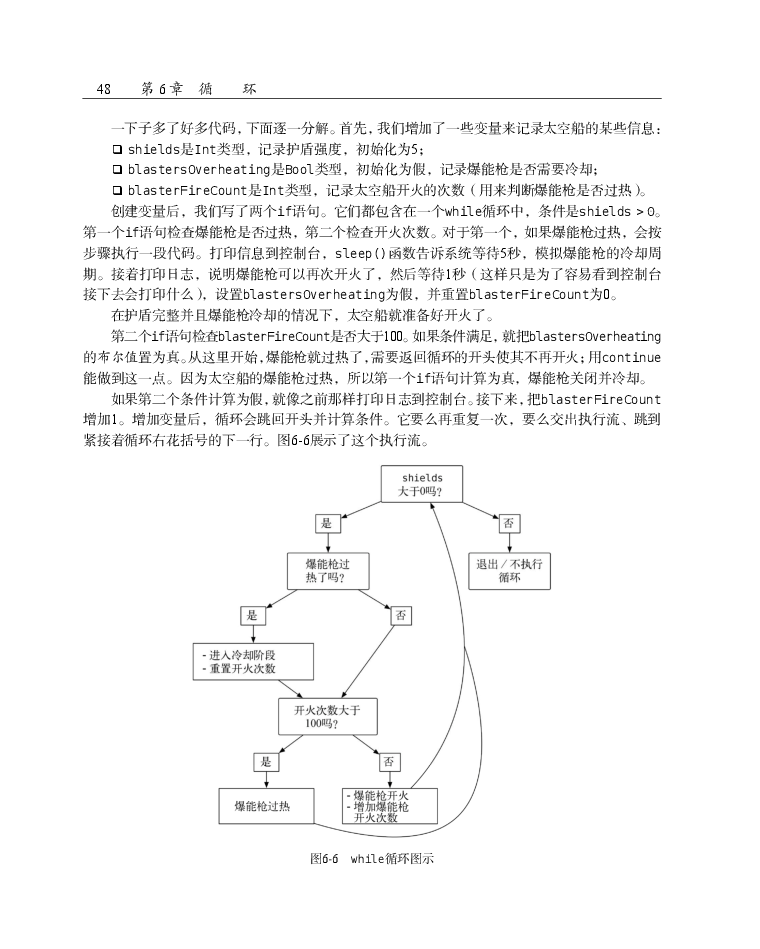 48 第 6 章 循 环
一下子多了好多代码，下面逐一分解。首先，我们增加了一些变量来记录太空船的某些信息：
❑ shields是Int类型，记录护盾强度，初始化为5；
❑ blastersOverheating是Bool类型，初始化为假，记录爆能枪是否需要冷却；
❑ blasterFireCount是Int类型，记录太空船开火的次数（用来判断爆能枪是否过热）。
创建变量后，我们写了两个if语句。它们都包含在一个while循环中，条件是shields > 0。
第一个if语句检查爆能枪是否过热，第二个检查开火次数。对于第一个，如果爆能枪过热，会按
步骤执行一段代码。打印信息到控制台，sleep()函数告诉系统等待5秒，模拟爆能枪的冷却周
期。接着打印日志，说明爆能枪可以再次开火了，然后等待1秒（这样只是为了容易看到控制台
接下去会打印什么），设置blastersOverheating为假，并重置blasterFireCount为0。
在护盾完整并且爆能枪冷却的情况下，太空船就准备好开火了。
第二个if语句检查blasterFireCount是否大于100。如果条件满足，就把blastersOverheating
的布尔值置为真。从这里开始，爆能枪就过热了，需要返回循环的开头使其不再开火；用continue
能做到这一点。因为太空船的爆能枪过热，所以第一个if语句计算为真，爆能枪关闭并冷却。
如果第二个条件计算为假，就像之前那样打印日志到控制台。接下来，把blasterFireCount
增加1。增加变量后，循环会跳回开头并计算条件。它要么再重复一次，要么交出执行流、跳到
紧接着循环右花括号的下一行。图6-6展示了这个执行流。
shields
大于0吗?
是
否
爆能枪过
热了吗?
退出／不执行
循环
是
否
- 进入冷却阶段
- 重置开火次数
开火次数大于
100吗?
是
否
爆能枪过热
- 爆能枪开火
- 增加爆能枪
开火次数
图6-6 while循环图示